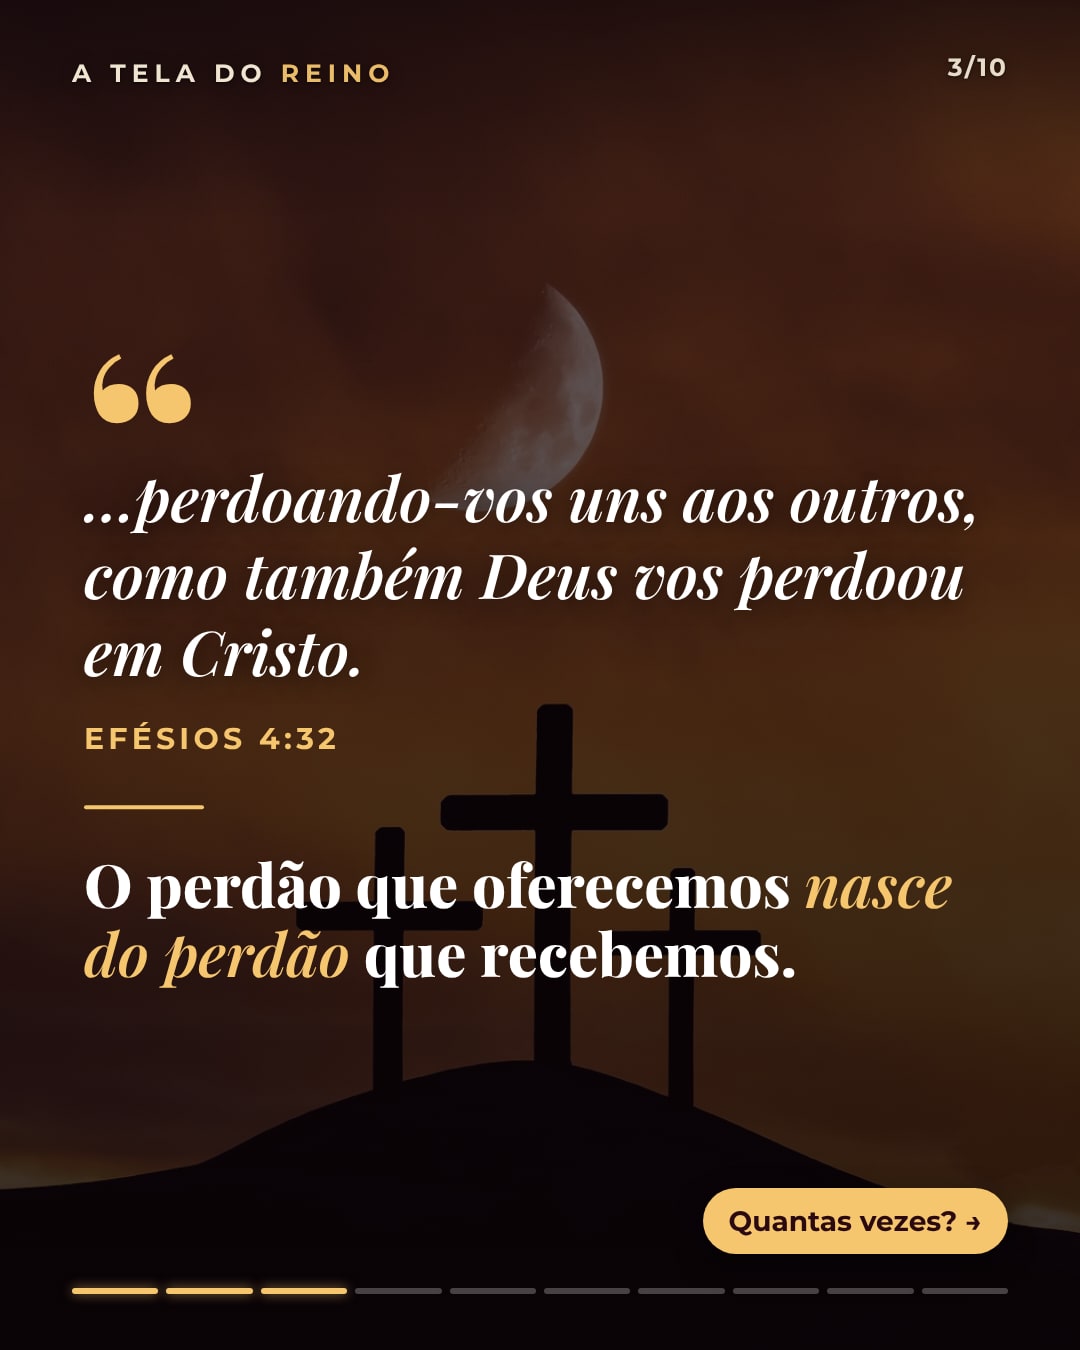 A TELA DO REINO
3/10
“
...perdoando-vos uns aos outros,
como também Deus vos perdoou
em Cristo.
EFÉSIOS 4:32
O perdão que oferecemos nasce
do perdão que recebemos.
Quantas vezes? →